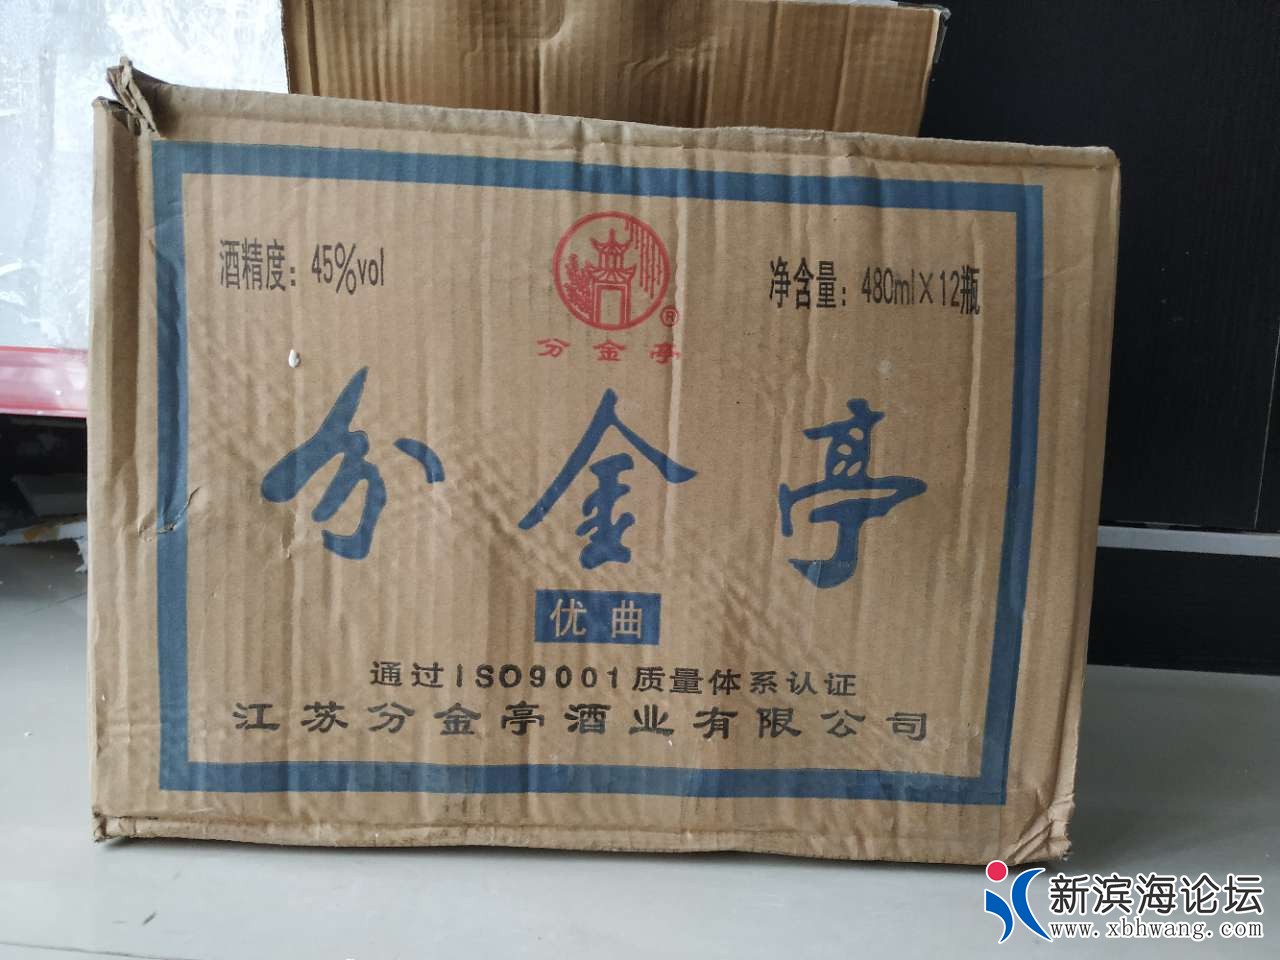 酒精度：45%vol
净含量：480ml×12瓶
®
分金亭
分金亭
优曲
通过ISO9001质量体系认证
江苏分金亭酒业有限公司
新滨海论坛
www.xbhwang.com